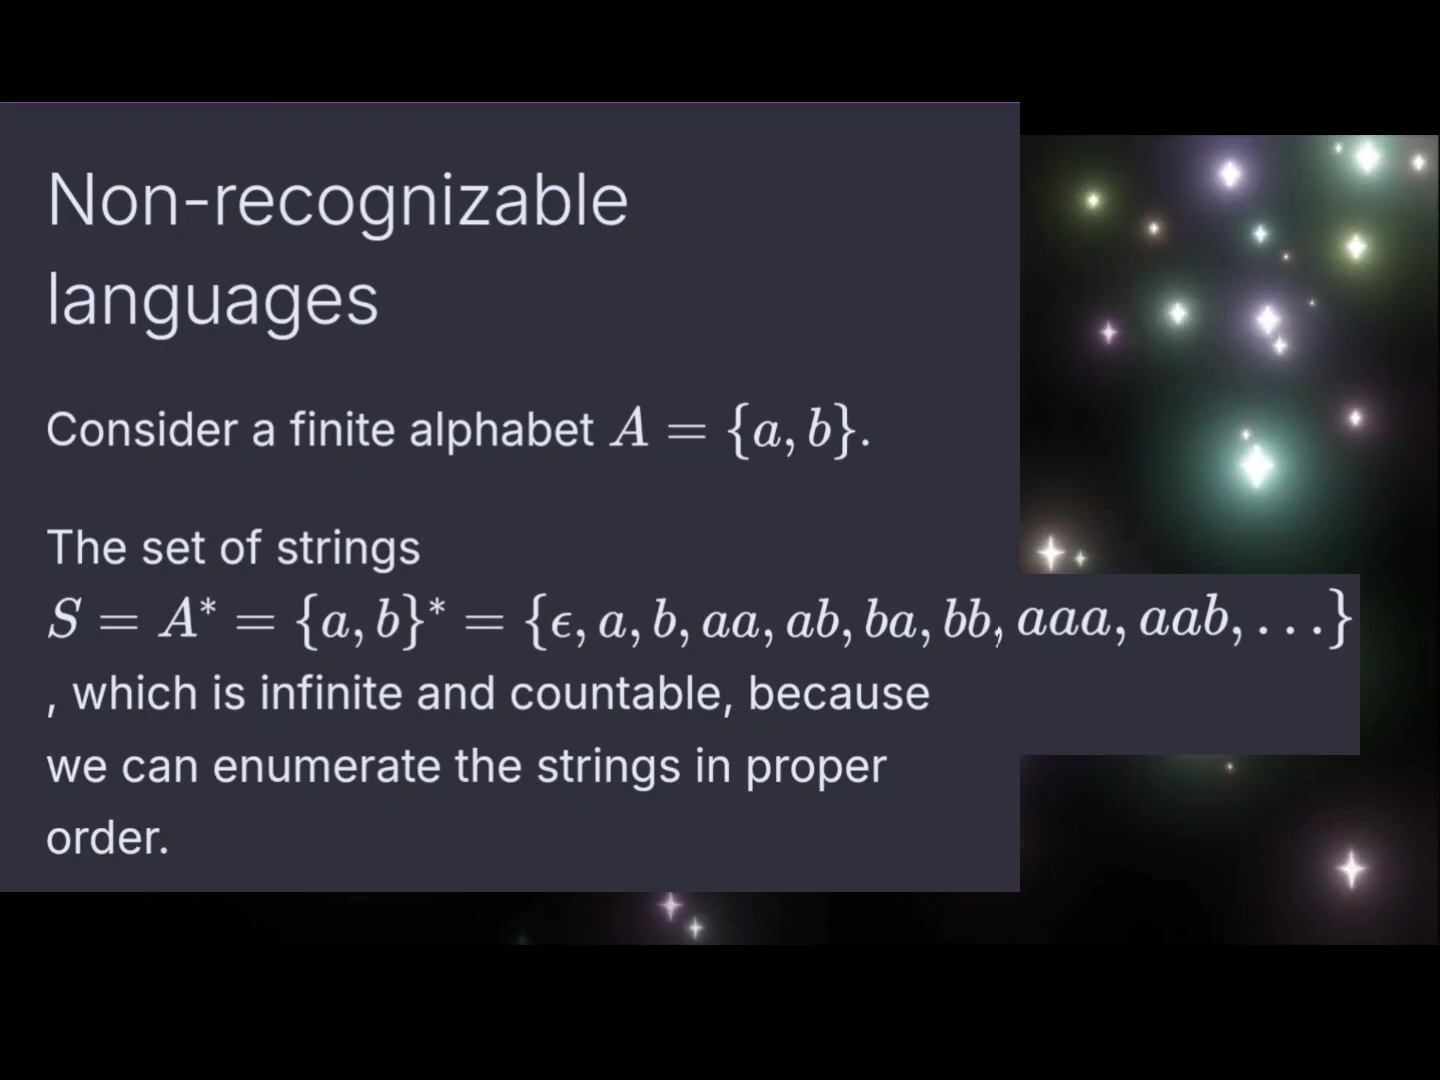 Non-recognizable
languages
Consider a finite alphabet A = {a, b}.
The set of strings
S = A* = {a, b}* = {ϵ, a, b, aa, ab, ba, bb, aaa, aab, . . .}
, which is infinite and countable, because
we can enumerate the strings in proper
order.